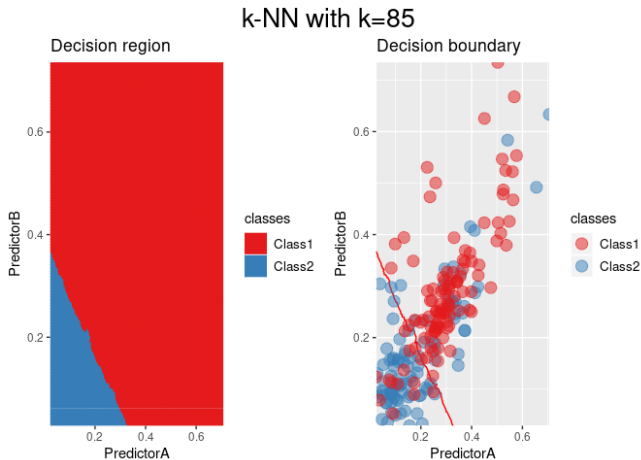 k-NN with k=85
Decision region
Decision boundary
0.6
0.4
0.2
PredictorB
0.2
0.4
0.6
PredictorA
classes
Class1
Class2
0.6
0.4
0.2
PredictorB
0.2
0.4
0.6
PredictorA
classes
Class1
Class2